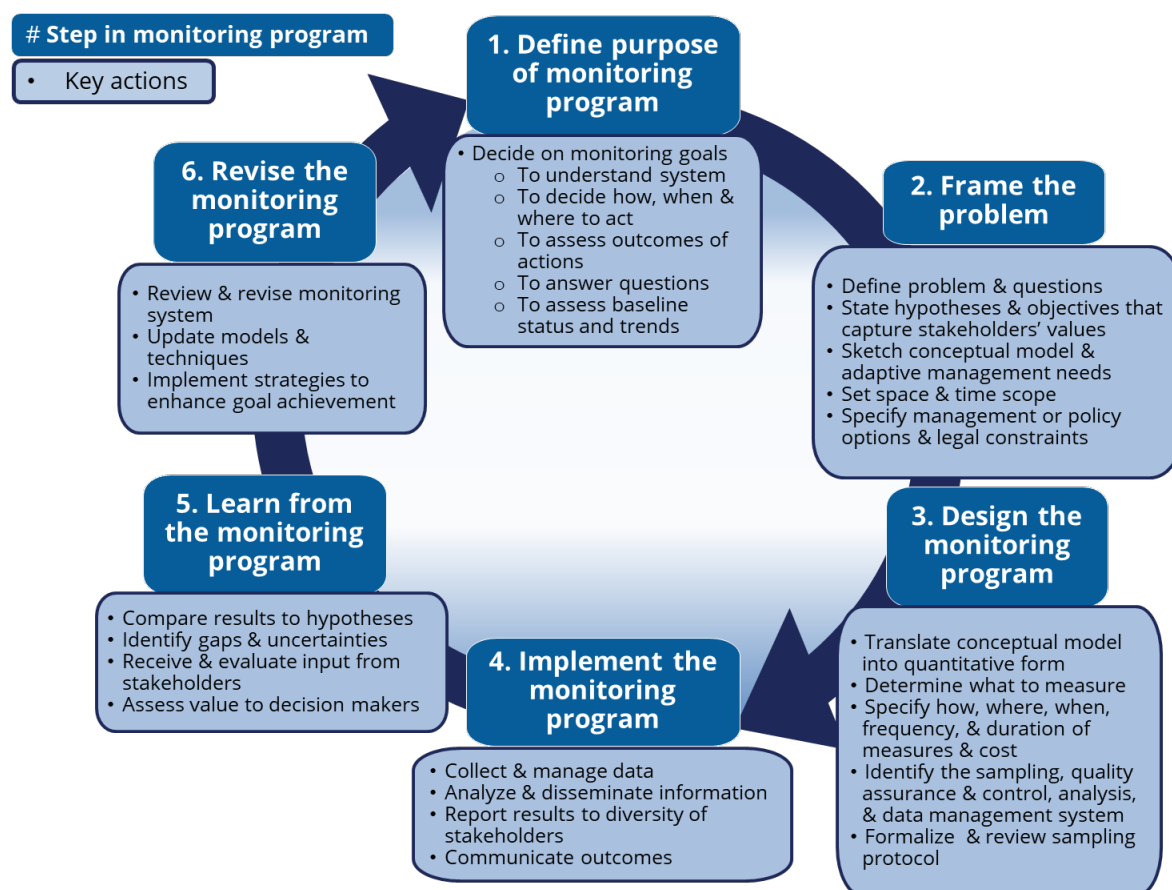 # Step in monitoring program
• Key actions
1. Define purpose
of monitoring
program
• Decide on monitoring goals
o To understand system
o To decide how, when &
where to act
o To assess outcomes of
actions
o To answer questions
o To assess baseline
status and trends
2. Frame the
problem
• Define problem & questions
• State hypotheses & objectives that
capture stakeholders’ values
• Sketch conceptual model &
adaptive management needs
• Set space & time scope
• Specify management or policy
options & legal constraints
3. Design the
monitoring
program
• Translate conceptual model
into quantitative form
• Determine what to measure
• Specify how, where, when,
frequency, & duration of
measures & cost
• Identify the sampling, quality
assurance & control, analysis,
& data management system
• Formalize & review sampling
protocol
4. Implement the
monitoring
program
• Collect & manage data
• Analyze & disseminate information
• Report results to diversity of
stakeholders
• Communicate outcomes
5. Learn from
the monitoring
program
• Compare results to hypotheses
• Identify gaps & uncertainties
• Receive & evaluate input from
stakeholders
• Assess value to decision makers
6. Revise the
monitoring
program
• Review & revise monitoring
system
• Update models &
techniques
• Implement strategies to
enhance goal achievement